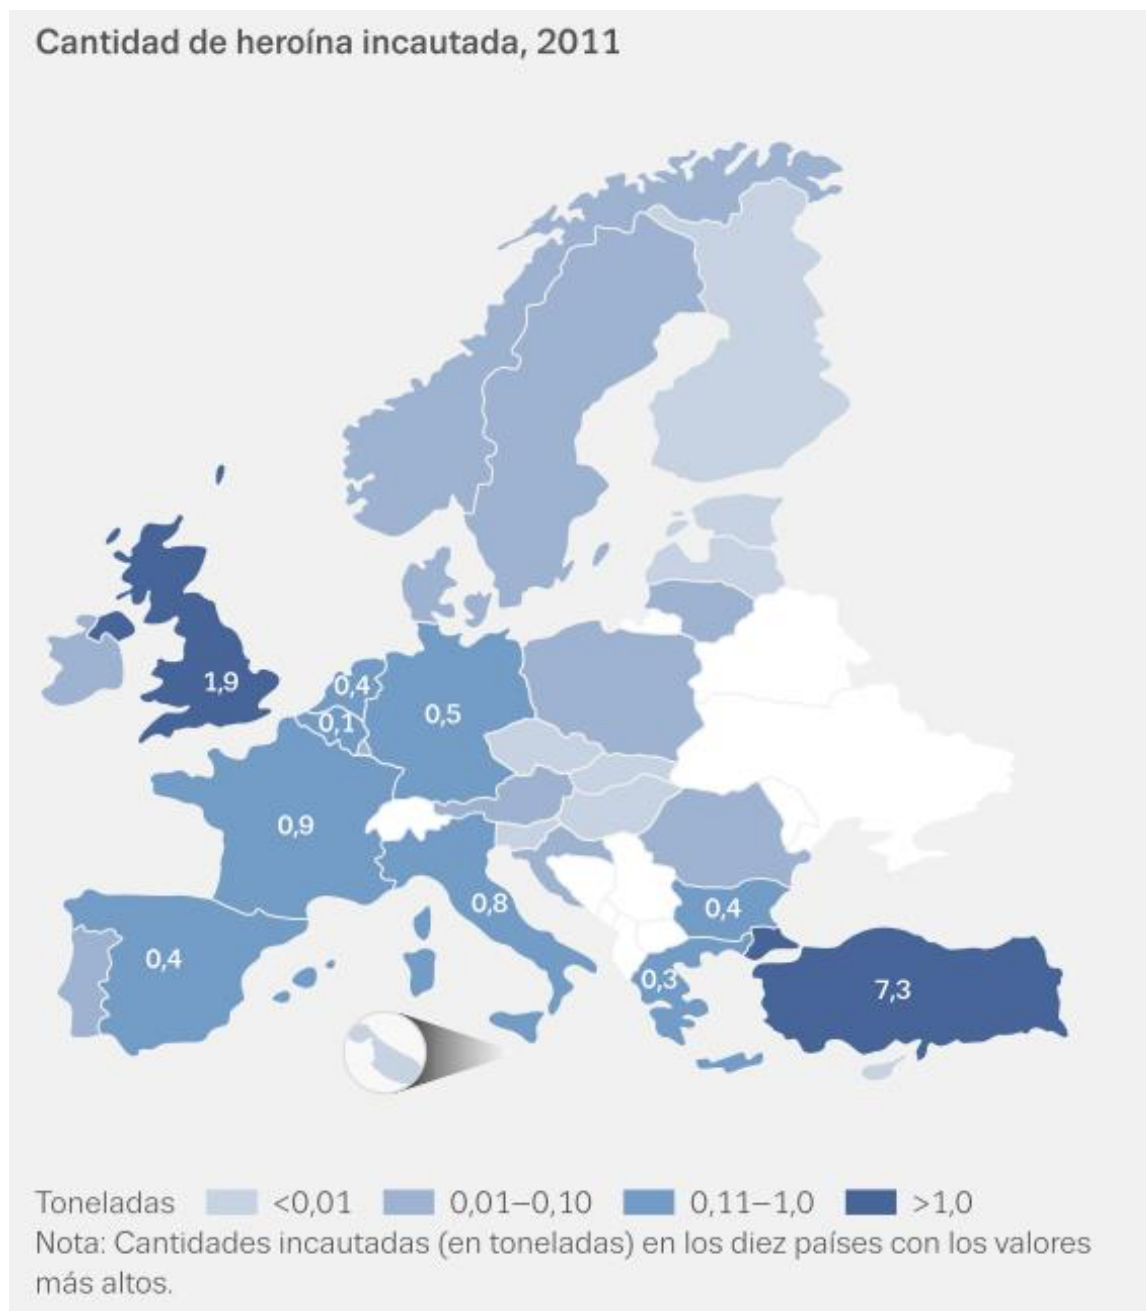 Cantidad de heroína incautada, 2011
1,9
0,4
0,1
0,5
0,9
0,8
0,4
0,4
0,3
7,3
Toneladas <0,01 0,01–0,10 0,11–1,0 >1,0
Nota: Cantidades incautadas (en toneladas) en los diez países con los valores
más altos.